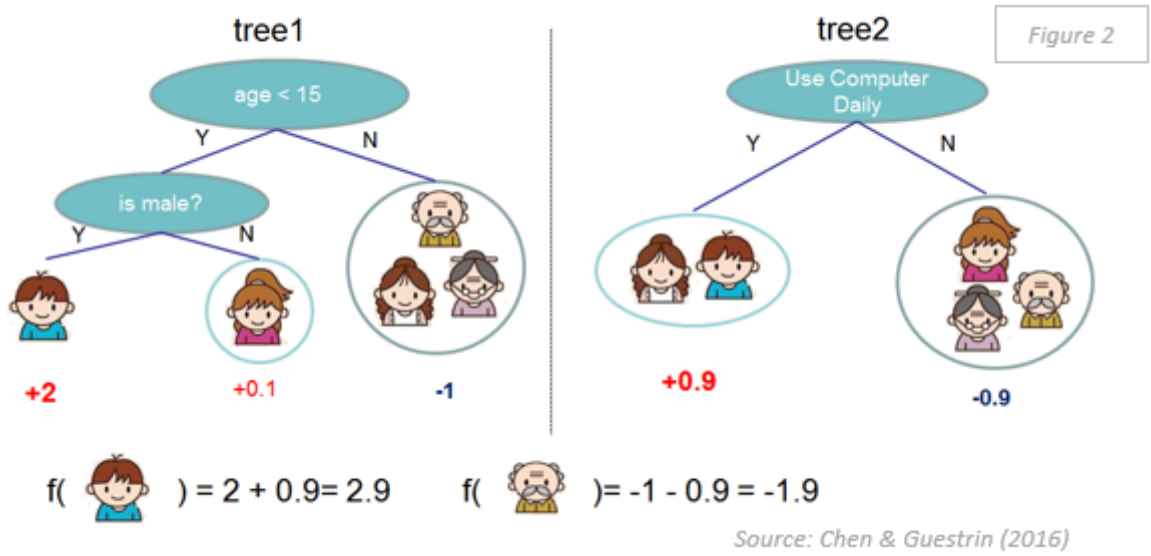 tree1
tree2
Figure 2
age < 15
Use Computer
Daily
Y
N
Y
N
is male?
Y
N
+2
+0.1
-1
+0.9
-0.9
f( ) = 2 + 0.9= 2.9
f( )= -1 - 0.9 = -1.9
Source: Chen & Guestrin (2016)